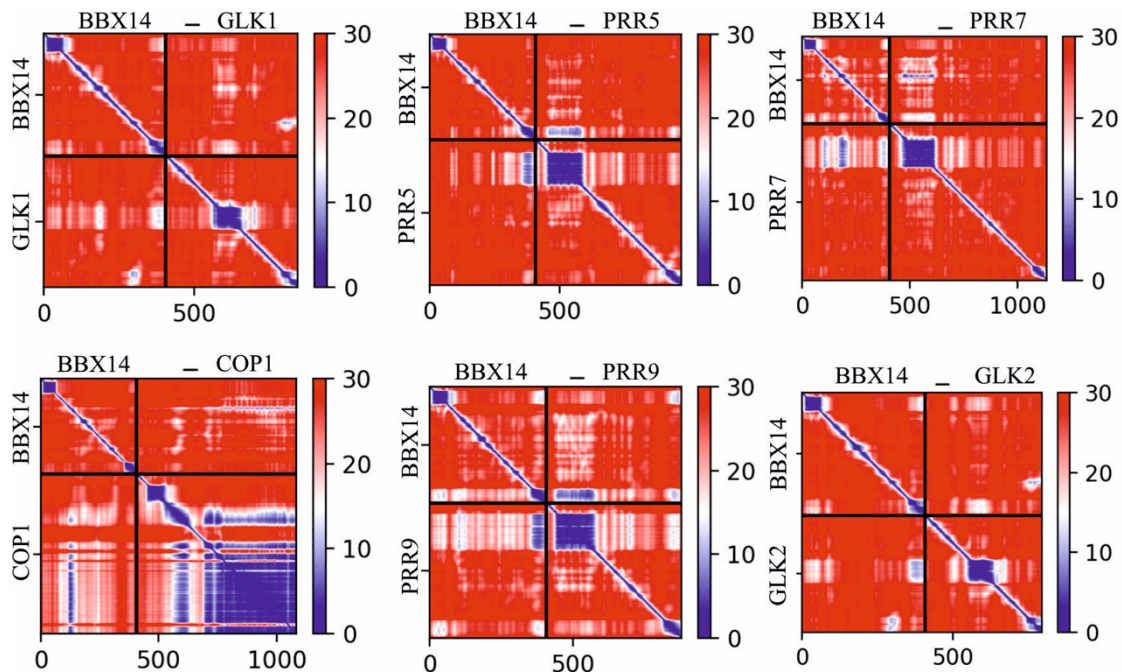 BBX14 – GLK1
BBX14
GLK1
30
20
10
0
0
500
BBX14 – PRR5
BBX14
PRR5
30
20
10
0
0
500
BBX14 – PRR7
BBX14
PRR7
30
20
10
0
0
500
1000
BBX14 – COP1
BBX14
COP1
30
20
10
0
0
500
1000
BBX14 – PRR9
BBX14
PRR9
30
20
10
0
0
500
BBX14 – GLK2
BBX14
GLK2
30
20
10
0
0
500